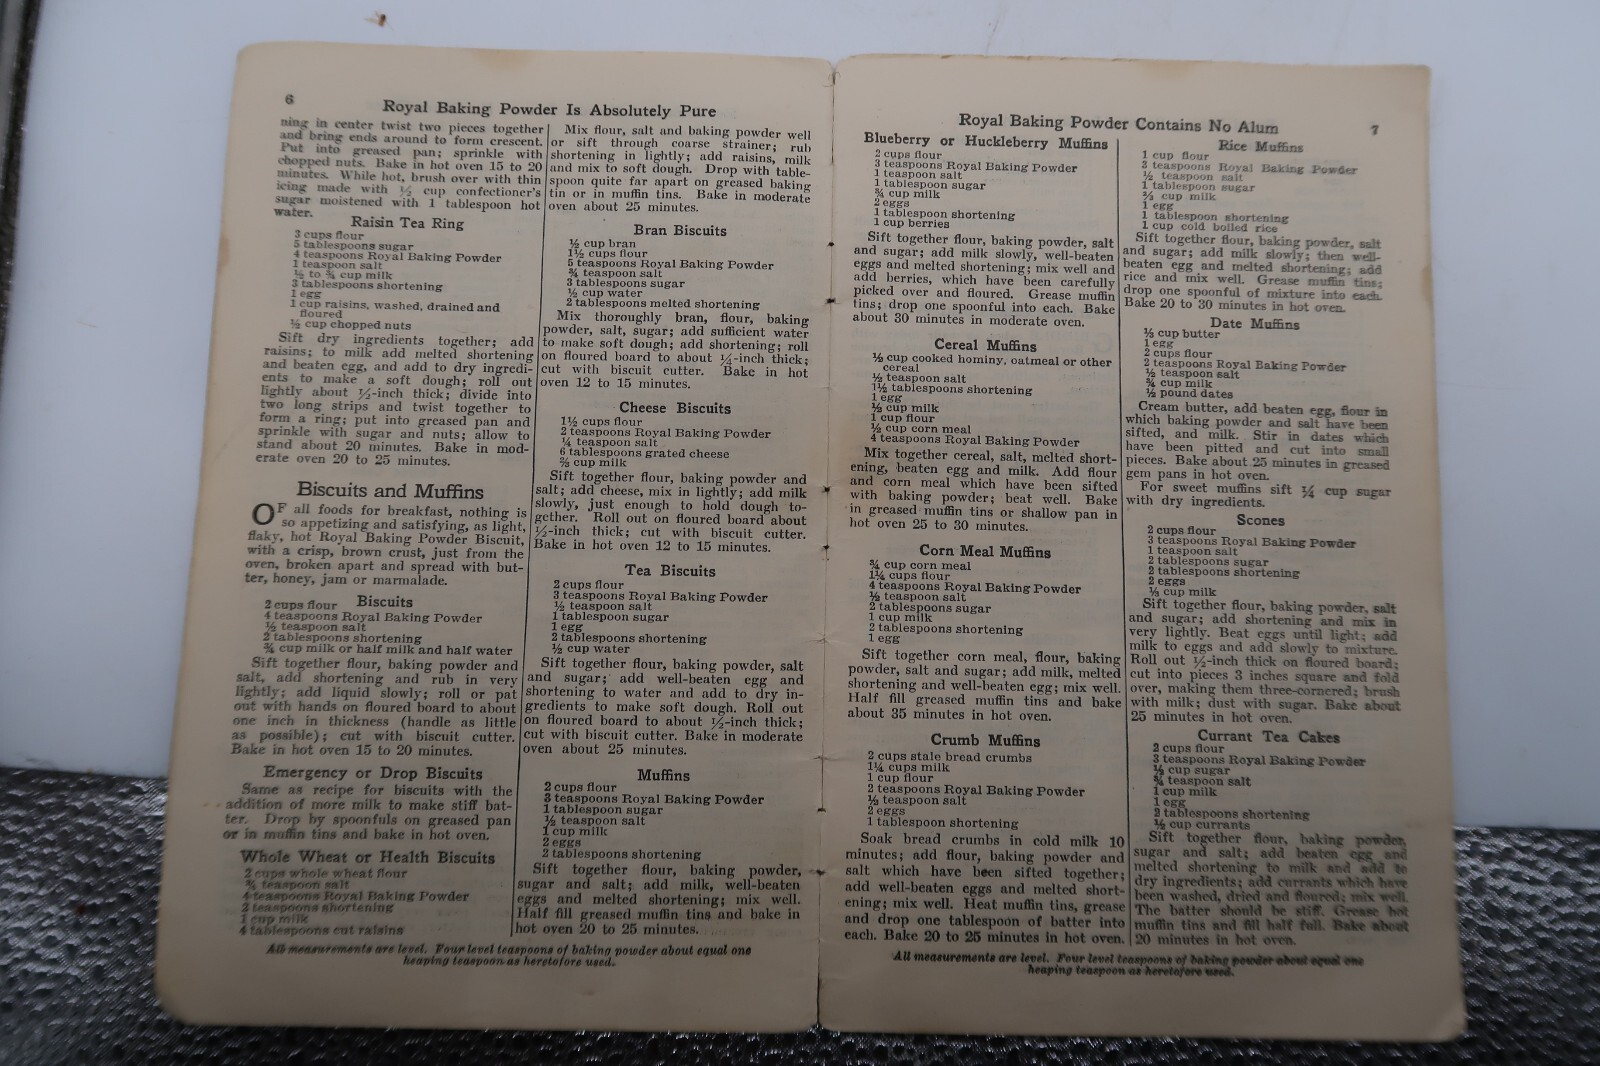 6
Royal Baking Powder Is Absolutely Pure
ning in center twist two pieces together
and bring ends around to form crescent.
Put into greased pan; sprinkle with
chopped nuts. Bake in hot oven 15 to 20
minutes. While hot, brush over with thin
icing made with ½ cup confectioner's
sugar moistened with 1 tablespoon hot
water.
Raisin Tea Ring
3 cups flour
5 tablespoons sugar
4 teaspoons Royal Baking Powder
1 teaspoon salt
½ to ¾ cup milk
3 tablespoons shortening
1 egg
1 cup raisins, washed, drained and
floured
½ cup chopped nuts
Sift dry ingredients together; add
raisins; to milk add melted shortening
and beaten egg, and add to dry ingredi-
ents to make a soft dough; roll out
lightly about ½-inch thick; divide into
two long strips and twist together to
form a ring; put into greased pan and
sprinkle with sugar and nuts; allow to
stand about 20 minutes. Bake in mod-
erate oven 20 to 25 minutes.
Biscuits and Muffins
OF all foods for breakfast, nothing is
so appetizing and satisfying, as light,
flaky, hot Royal Baking Powder Biscuit,
with a crisp, brown crust, just from the
oven, broken apart and spread with but-
ter, honey, jam or marmalade.
Biscuits
2 cups flour
4 teaspoons Royal Baking Powder
½ teaspoon salt
2 tablespoons shortening
¾ cup milk or half milk and half water
Sift together flour, baking powder and
salt, add shortening and rub in very
lightly; add liquid slowly; roll or pat
out with hands on floured board to about
one inch in thickness (handle as little
as possible); cut with biscuit cutter.
Bake in hot oven 15 to 20 minutes.
Emergency or Drop Biscuits
Same as recipe for biscuits with the
addition of more milk to make stiff bat-
ter. Drop by spoonfuls on greased pan
or in muffin tins and bake in hot oven.
Whole Wheat or Health Biscuits
2 cups whole wheat flour
¾ teaspoon salt
4 teaspoons Royal Baking Powder
2 teaspoons shortening
1 cup milk
4 tablespoons cut raisins
Mix flour, salt and baking powder well
or sift through coarse strainer; rub
shortening in lightly; add raisins, milk
and mix to soft dough. Drop with table-
spoon quite far apart on greased baking
tin or in muffin tins. Bake in moderate
oven about 25 minutes.
Bran Biscuits
½ cup bran
1½ cups flour
5 teaspoons Royal Baking Powder
¾ teaspoon salt
3 tablespoons sugar
½ cup water
2 tablespoons melted shortening
Mix thoroughly bran, flour, baking
powder, salt, sugar; add sufficient water
to make soft dough; add shortening; roll
on floured board to about ¼-inch thick;
cut with biscuit cutter. Bake in hot
oven 12 to 15 minutes.
Cheese Biscuits
1½ cups flour
2 teaspoons Royal Baking Powder
¼ teaspoon salt
6 tablespoons grated cheese
⅔ cup milk
Sift together flour, baking powder and
salt; add cheese, mix in lightly; add milk
slowly, just enough to hold dough to-
gether. Roll out on floured board about
½-inch thick; cut with biscuit cutter.
Bake in hot oven 12 to 15 minutes.
Tea Biscuits
2 cups flour
3 teaspoons Royal Baking Powder
½ teaspoon salt
1 tablespoon sugar
1 egg
2 tablespoons shortening
½ cup water
Sift together flour, baking powder, salt
and sugar; add well-beaten egg and
shortening to water and add to dry in-
gredients to make soft dough. Roll out
on floured board to about ½-inch thick;
cut with biscuit cutter. Bake in moderate
oven about 25 minutes.
Muffins
2 cups flour
3 teaspoons Royal Baking Powder
1 tablespoon sugar
½ teaspoon salt
1 cup milk
2 eggs
2 tablespoons shortening
Sift together flour, baking powder,
sugar and salt; add milk, well-beaten
eggs and melted shortening; mix well.
Half fill greased muffin tins and bake in
hot oven 20 to 25 minutes.
All measurements are level. Four level teaspoons of baking powder about equal one
heaping teaspoon as heretofore used.
Royal Baking Powder Contains No Alum
7
Blueberry or Huckleberry Muffins
2 cups flour
3 teaspoons Royal Baking Powder
1 teaspoon salt
1 tablespoon sugar
¾ cup milk
2 eggs
1 tablespoon shortening
1 cup berries
Sift together flour, baking powder, salt
and sugar; add milk slowly, well-beaten
eggs and melted shortening; mix well and
add berries, which have been carefully
picked over and floured. Grease muffin
tins; drop one spoonful into each. Bake
about 30 minutes in moderate oven.
Cereal Muffins
½ cup cooked hominy, oatmeal or other
cereal
½ teaspoon salt
1½ tablespoons shortening
1 egg
½ cup milk
1 cup flour
½ cup corn meal
4 teaspoons Royal Baking Powder
Mix together cereal, salt, melted short-
ening, beaten egg and milk. Add flour
and corn meal which have been sifted
with baking powder; beat well. Bake
in greased muffin tins or shallow pan in
hot oven 25 to 30 minutes.
Corn Meal Muffins
¾ cup corn meal
1¼ cups flour
4 teaspoons Royal Baking Powder
½ teaspoon salt
2 tablespoons sugar
1 cup milk
2 tablespoons shortening
1 egg
Sift together corn meal, flour, baking
powder, salt and sugar; add milk, melted
shortening and well-beaten egg; mix well.
Half fill greased muffin tins and bake
about 35 minutes in hot oven.
Crumb Muffins
2 cups stale bread crumbs
1¼ cups milk
1 cup flour
2 teaspoons Royal Baking Powder
½ teaspoon salt
2 eggs
1 tablespoon shortening
Soak bread crumbs in cold milk 10
minutes; add flour, baking powder and
salt which have been sifted together;
add well-beaten eggs and melted short-
ening; mix well. Heat muffin tins, grease
and drop one tablespoon of batter into
each. Bake 20 to 25 minutes in hot oven.
Rice Muffins
1 cup flour
3 teaspoons Royal Baking Powder
½ teaspoon salt
1 tablespoon sugar
⅔ cup milk
1 egg
1 tablespoon shortening
1 cup cold boiled rice
Sift together flour, baking powder, salt
and sugar; add milk slowly; then well-
beaten egg and melted shortening; add
rice and mix well. Grease muffin tins;
drop one spoonful of mixture into each.
Bake 20 to 30 minutes in hot oven.
Date Muffins
⅓ cup butter
1 egg
2 cups flour
2 teaspoons Royal Baking Powder
½ teaspoon salt
¾ cup milk
½ pound dates
Cream butter, add beaten egg, flour in
which baking powder and salt have been
sifted, and milk. Stir in dates which
have been pitted and cut into small
pieces. Bake about 25 minutes in greased
gem pans in hot oven.
For sweet muffins sift ¼ cup sugar
with dry ingredients.
Scones
2 cups flour
3 teaspoons Royal Baking Powder
1 teaspoon salt
2 tablespoons sugar
2 tablespoons shortening
2 eggs
⅓ cup milk
Sift together flour, baking powder, salt
and sugar; add shortening and mix in
very lightly. Beat eggs until light; add
milk to eggs and add slowly to mixture.
Roll out ½-inch thick on floured board;
cut into pieces 3 inches square and fold
over, making them three-cornered; brush
with milk; dust with sugar. Bake about
25 minutes in hot oven.
Currant Tea Cakes
2 cups flour
3 teaspoons Royal Baking Powder
⅓ cup sugar
¾ teaspoon salt
1 cup milk
1 egg
2 tablespoons shortening
½ cup currants
Sift together flour, baking powder,
sugar and salt; add beaten egg and
melted shortening to milk and add to
dry ingredients; add currants which have
been washed, dried and floured; mix well.
The batter should be stiff. Grease hot
muffin tins and fill half full. Bake about
20 minutes in hot oven.
All measurements are level. Four level teaspoons of baking powder about equal one
heaping teaspoon as heretofore used.